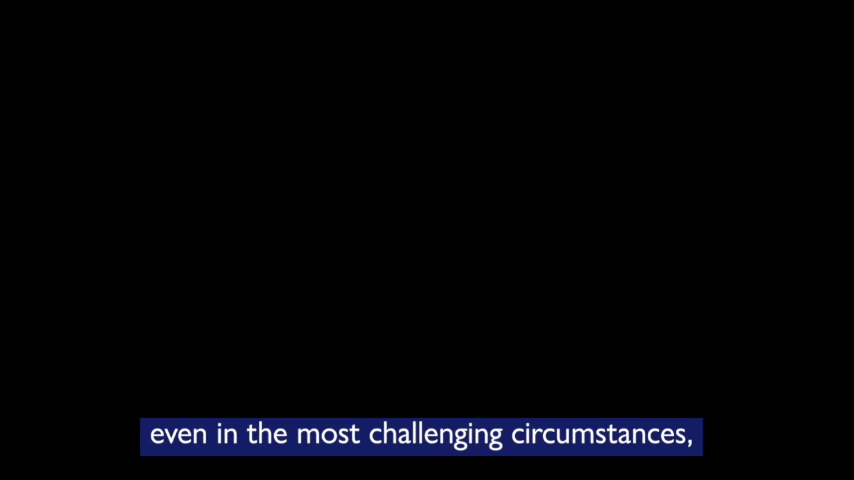 even in the most challenging circumstances,